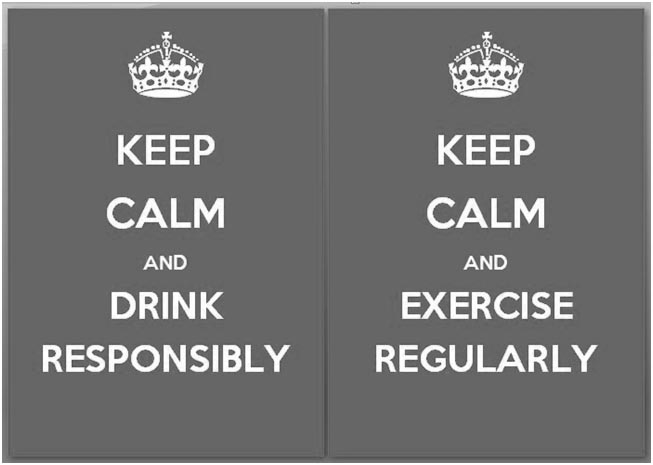 KEEP
CALM
AND
DRINK
RESPONSIBLY
KEEP
CALM
AND
EXERCISE
REGULARLY